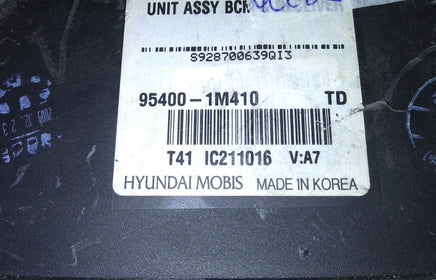 UNIT ASSY BCM
S928700639QI3
95400-1M410 TD
T41 IC211016 V:A7
HYUNDAI MOBIS MADE IN KOREA